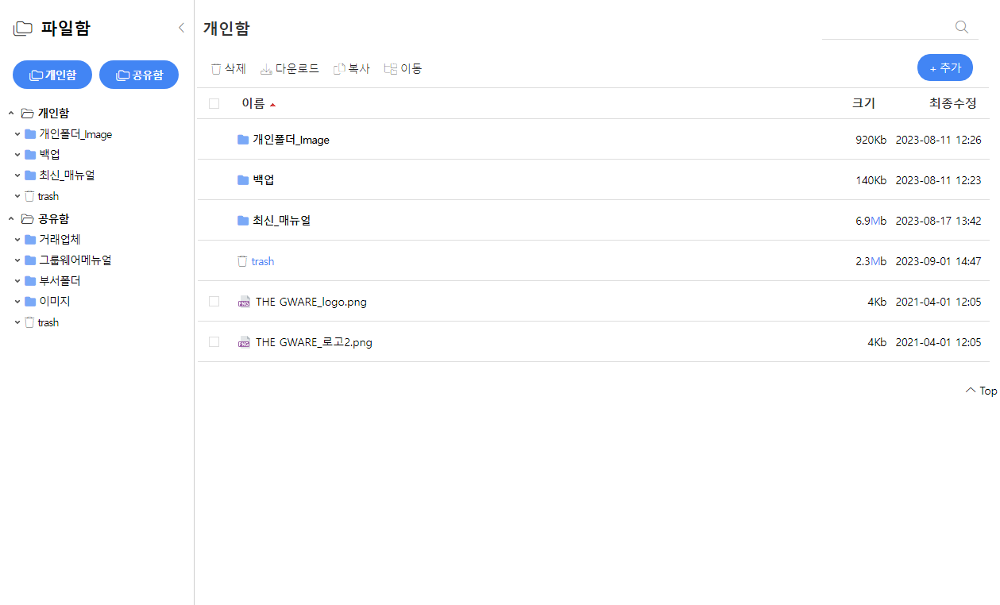 파일함
개인함 공유함
개인함
개인폴더_Image
백업
최신_매뉴얼
trash
공유함
거래업체
그룹웨어메뉴얼
부서폴더
이미지
trash
개인함
삭제 다운로드 복사 이동 + 추가
이름 크기 최종수정
개인폴더_Image 920Kb 2023-08-11 12:26
백업 140Kb 2023-08-11 12:23
최신_매뉴얼 6.9Mb 2023-08-17 13:42
trash 2.3Mb 2023-09-01 14:47
PNG THE GWARE_logo.png 4Kb 2021-04-01 12:05
PNG THE GWARE_로고2.png 4Kb 2021-04-01 12:05
Top